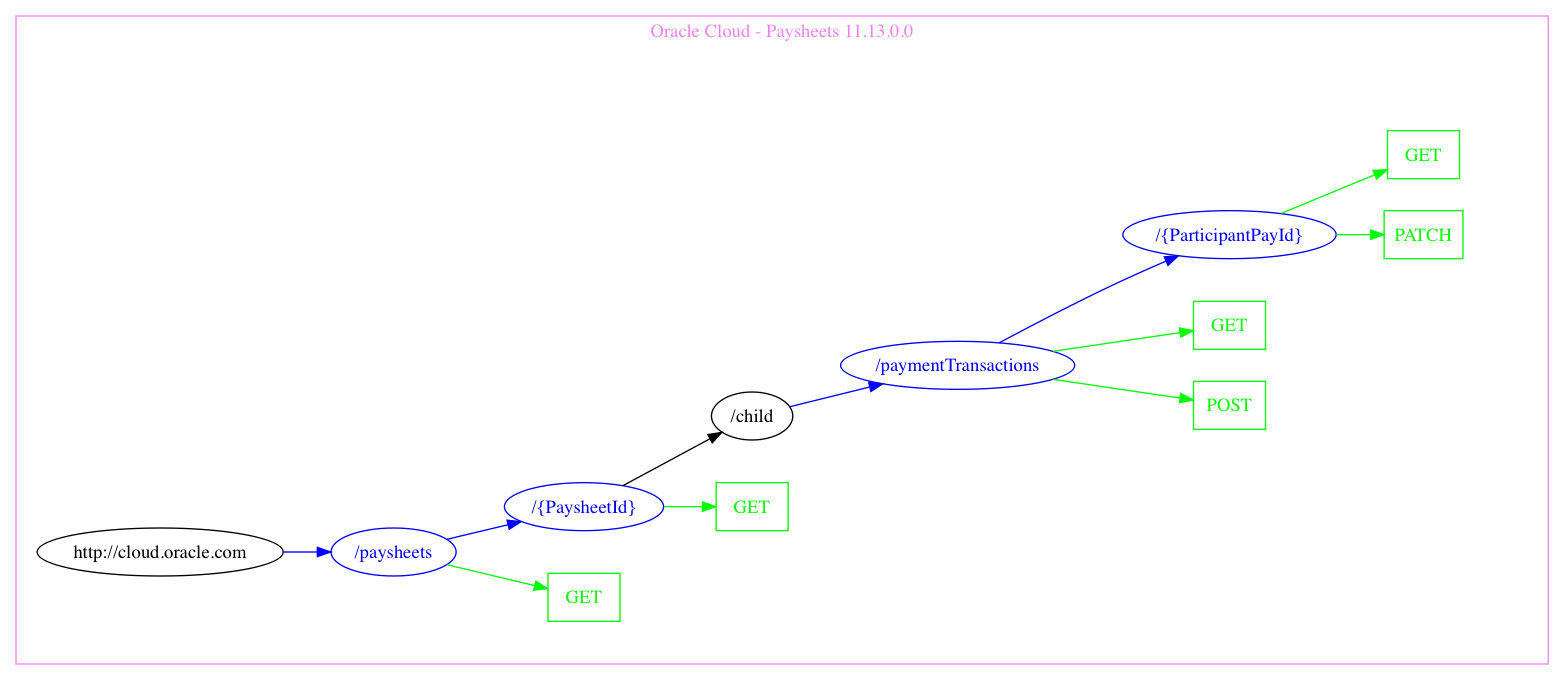 Oracle Cloud - Paysheets 11.13.0.0
GET
/{ParticipantPayId}
PATCH
GET
/paymentTransactions
POST
/child
/{PaysheetId}
GET
http://cloud.oracle.com
/paysheets
GET